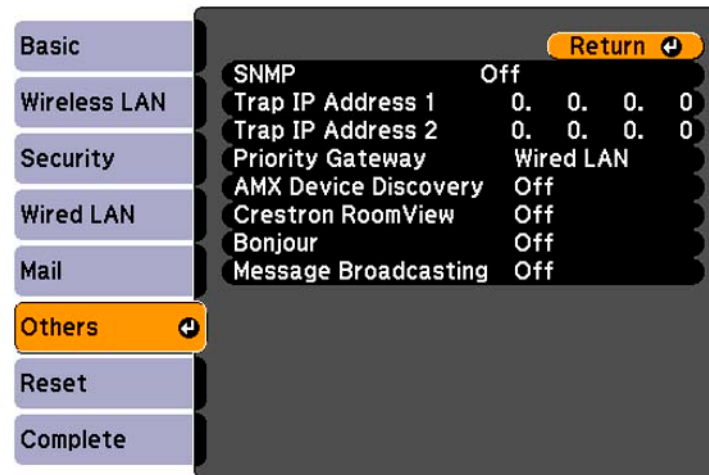 Basic
Wireless LAN
Security
Wired LAN
Mail
Others
Reset
Complete
Return
SNMP Off
Trap IP Address 1 0. 0. 0. 0
Trap IP Address 2 0. 0. 0. 0
Priority Gateway Wired LAN
AMX Device Discovery Off
Crestron RoomView Off
Bonjour Off
Message Broadcasting Off